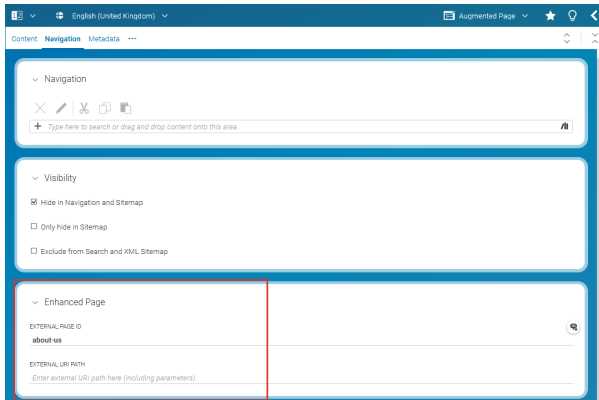 English (United Kingdom)
Augmented Page
Content Navigation Metadata ···
Navigation
Type here to search or drag and drop content onto this area.
Visibility
Hide in Navigation and Sitemap
Only hide in Sitemap
Exclude from Search and XML Sitemap
Enhanced Page
EXTERNAL PAGE ID
about-us
EXTERNAL URI PATH
Enter external URI path here (including parameters).